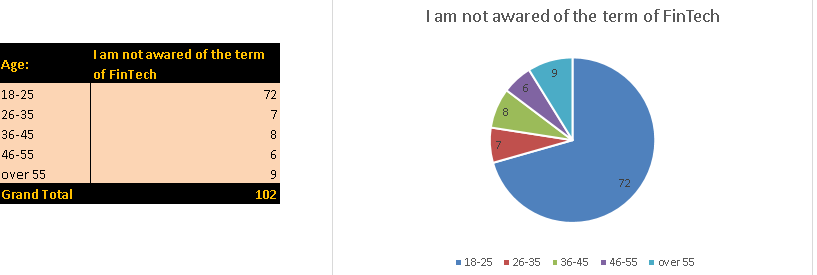 Age: I am not awared of the term of FinTech
18-25 72
26-35 7
36-45 8
46-55 6
over 55 9
Grand Total 102
I am not awared of the term of FinTech
9
6
8
7
72
18-25 26-35 36-45 46-55 over 55